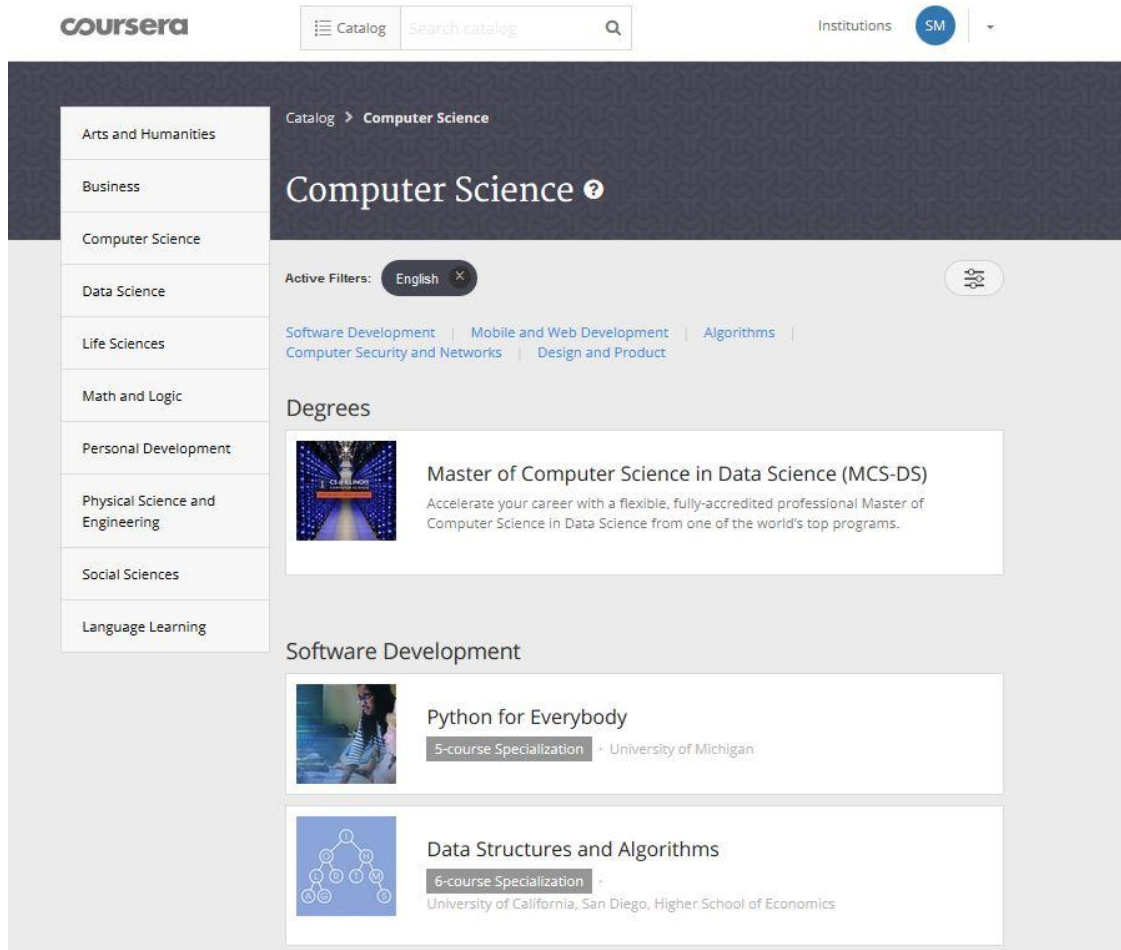 coursera
Catalog
Search catalog
Institutions
SM
Arts and Humanities
Business
Computer Science
Data Science
Life Sciences
Math and Logic
Personal Development
Physical Science and
Engineering
Social Sciences
Language Learning
Catalog > Computer Science
Computer Science ?
Active Filters: English ×
Software Development | Mobile and Web Development | Algorithms |
Computer Security and Networks | Design and Product
Degrees
CS@ILLINOIS
Master of Computer Science in Data Science (MCS-DS)
Accelerate your career with a flexible, fully-accredited professional Master of
Computer Science in Data Science from one of the world's top programs.
Software Development
Python for Everybody
5-course Specialization · University of Michigan
I
O H
L R T M
A G S
Data Structures and Algorithms
6-course Specialization ·
University of California, San Diego, Higher School of Economics